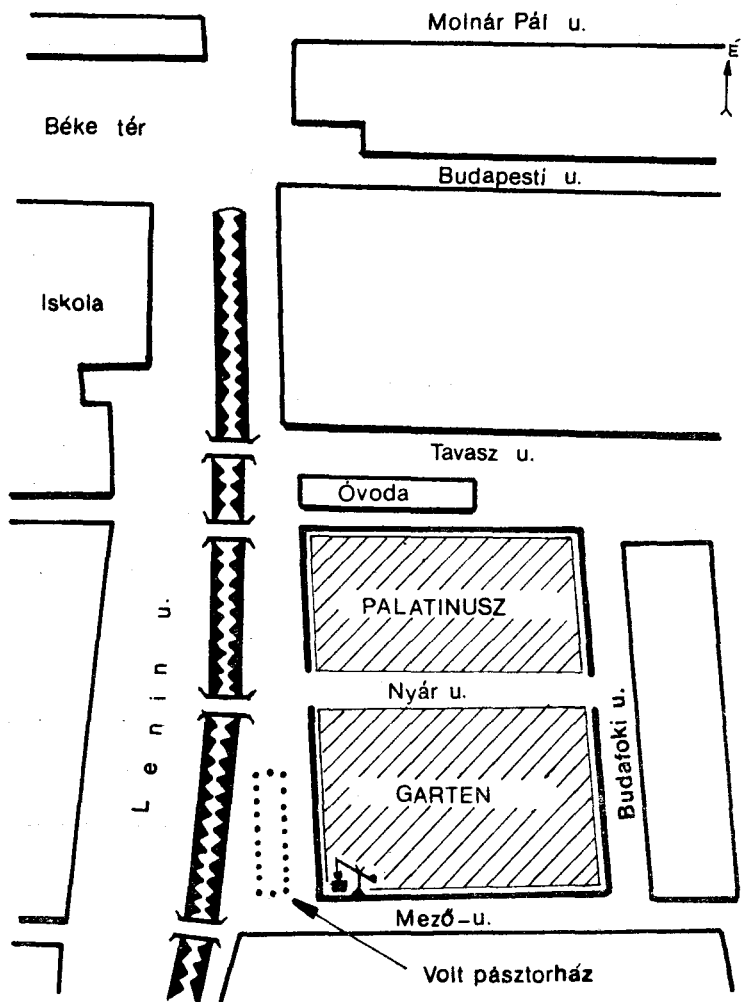 Molnár Pál u.
É
Béke tér
Budapesti u.
Iskola
Tavasz u.
Óvoda
PALATINUSZ
Lenin u.
Nyár u.
Budafoki u.
GARTEN
Mező-u.
Volt pásztorház